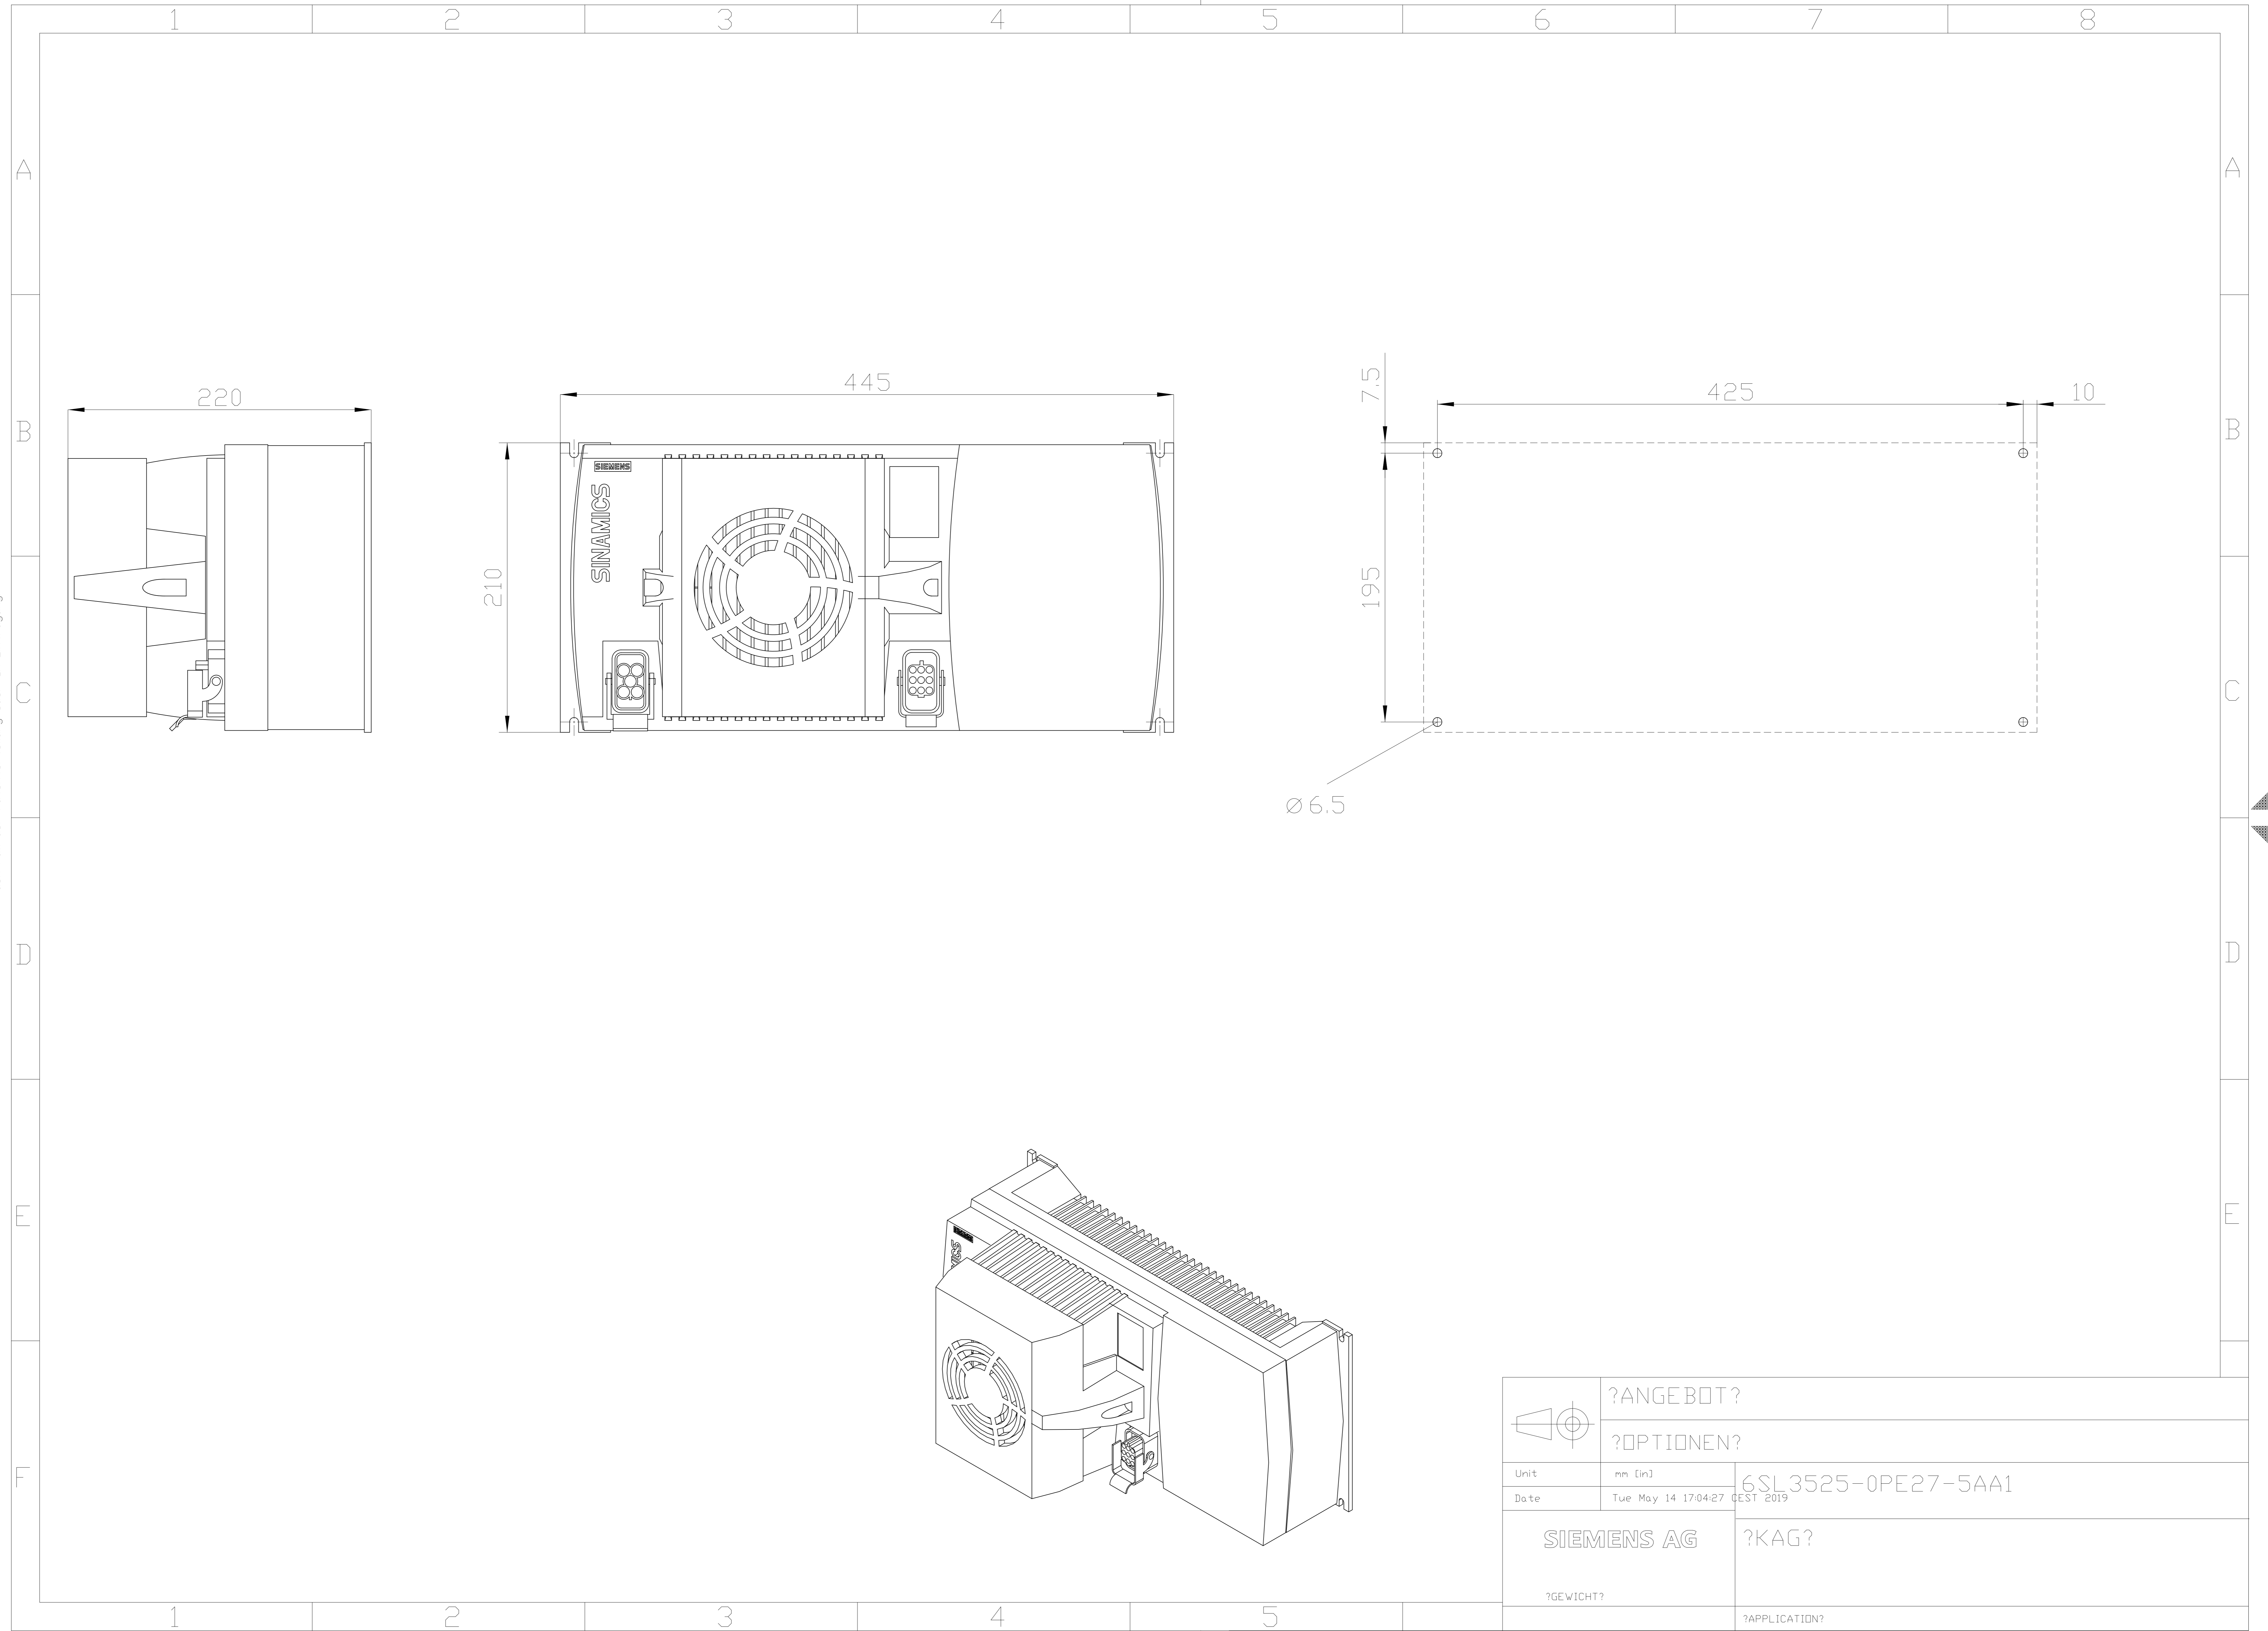 1 2 3 4 5 6 7 8
A A
B B
C C
D D
E E
F
220
445
210
SIEMENS
SINAMICS
7.5
425
10
195
Ø6.5
SIEMENS
?ANGEBOT?
?OPTIONEN?
Unit mm [in]
6SL3525-0PE27-5AA1
Date Tue May 14 17:04:27 CEST 2019
SIEMENS AG
?KAG?
?GEWICHT?
?APPLICATION?
1 2 3 4 5